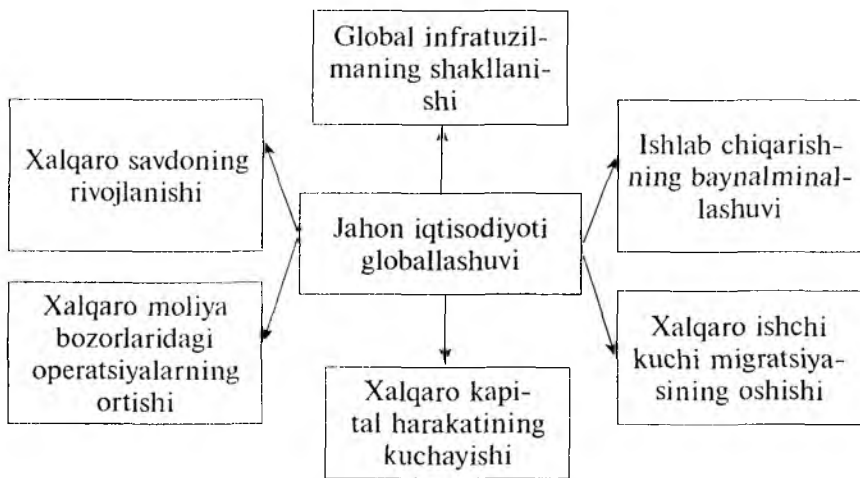 Global infratuzil-
maning shakllani-
shi
Xalqaro savdoning
rivojlanishi
Ishlab chiqarish-
ning baynalminal-
lashuvi
Jahon iqtisodiyoti
globallashuvi
Xalqaro moliya
bozorlaridagi
operatsiyalarning
ortishi
Xalqaro kapi-
tal harakatining
kuchayishi
Xalqaro ishchi
kuchi migratsiya-
sining oshishi